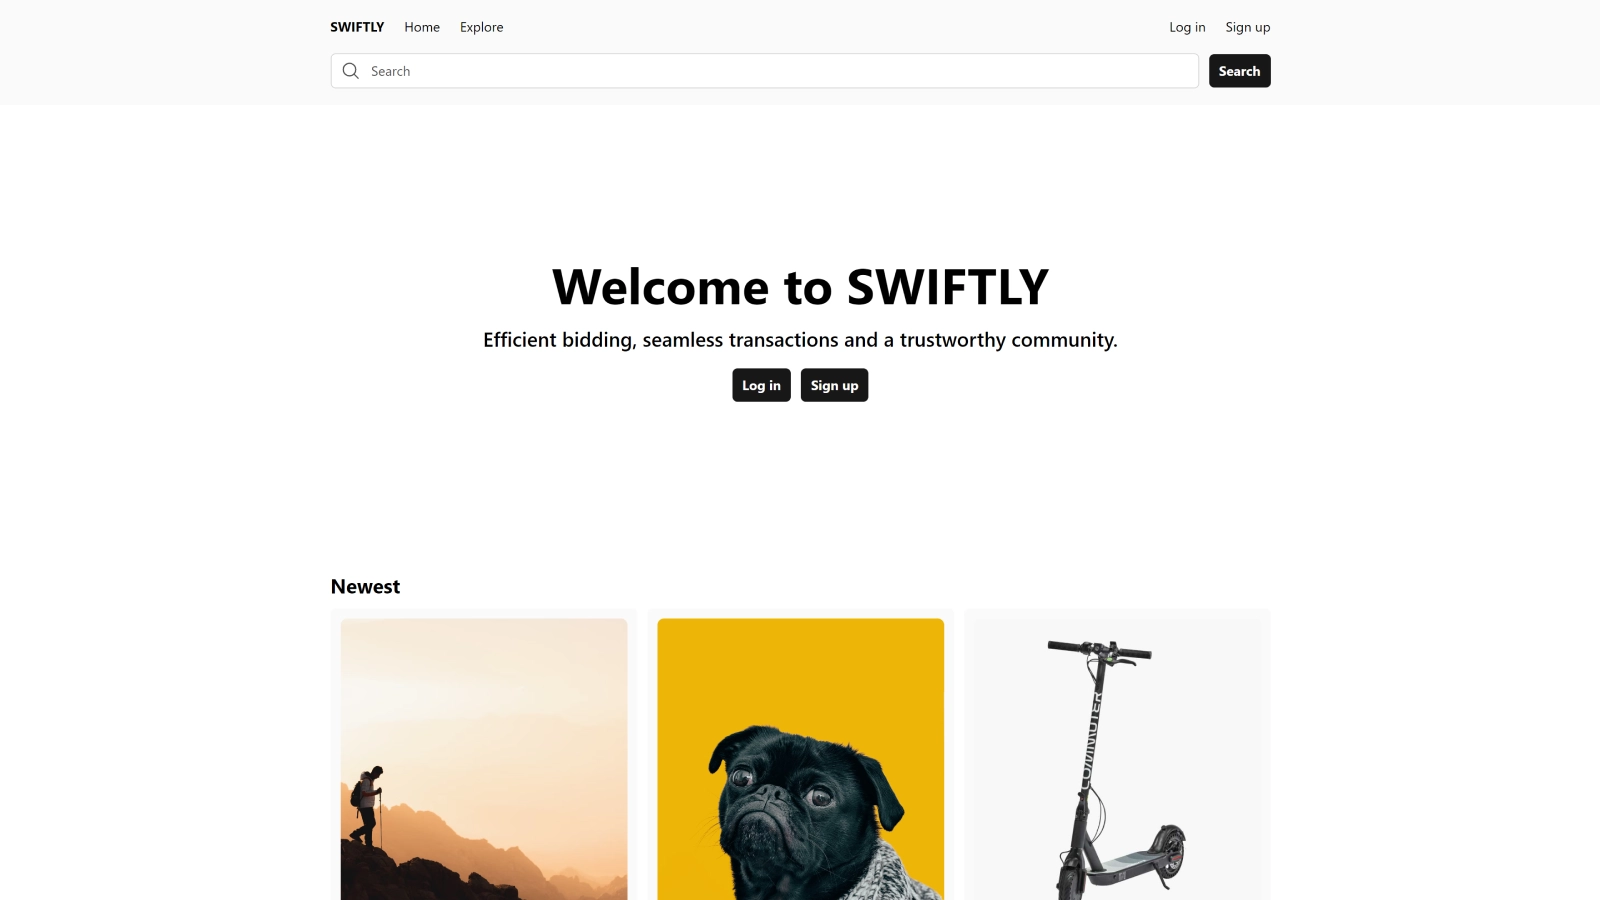 SWIFTLY Home Explore Log in Sign up
Search Search
Welcome to SWIFTLY
Efficient bidding, seamless transactions and a trustworthy community.
Log in Sign up
Newest
COMMUTER